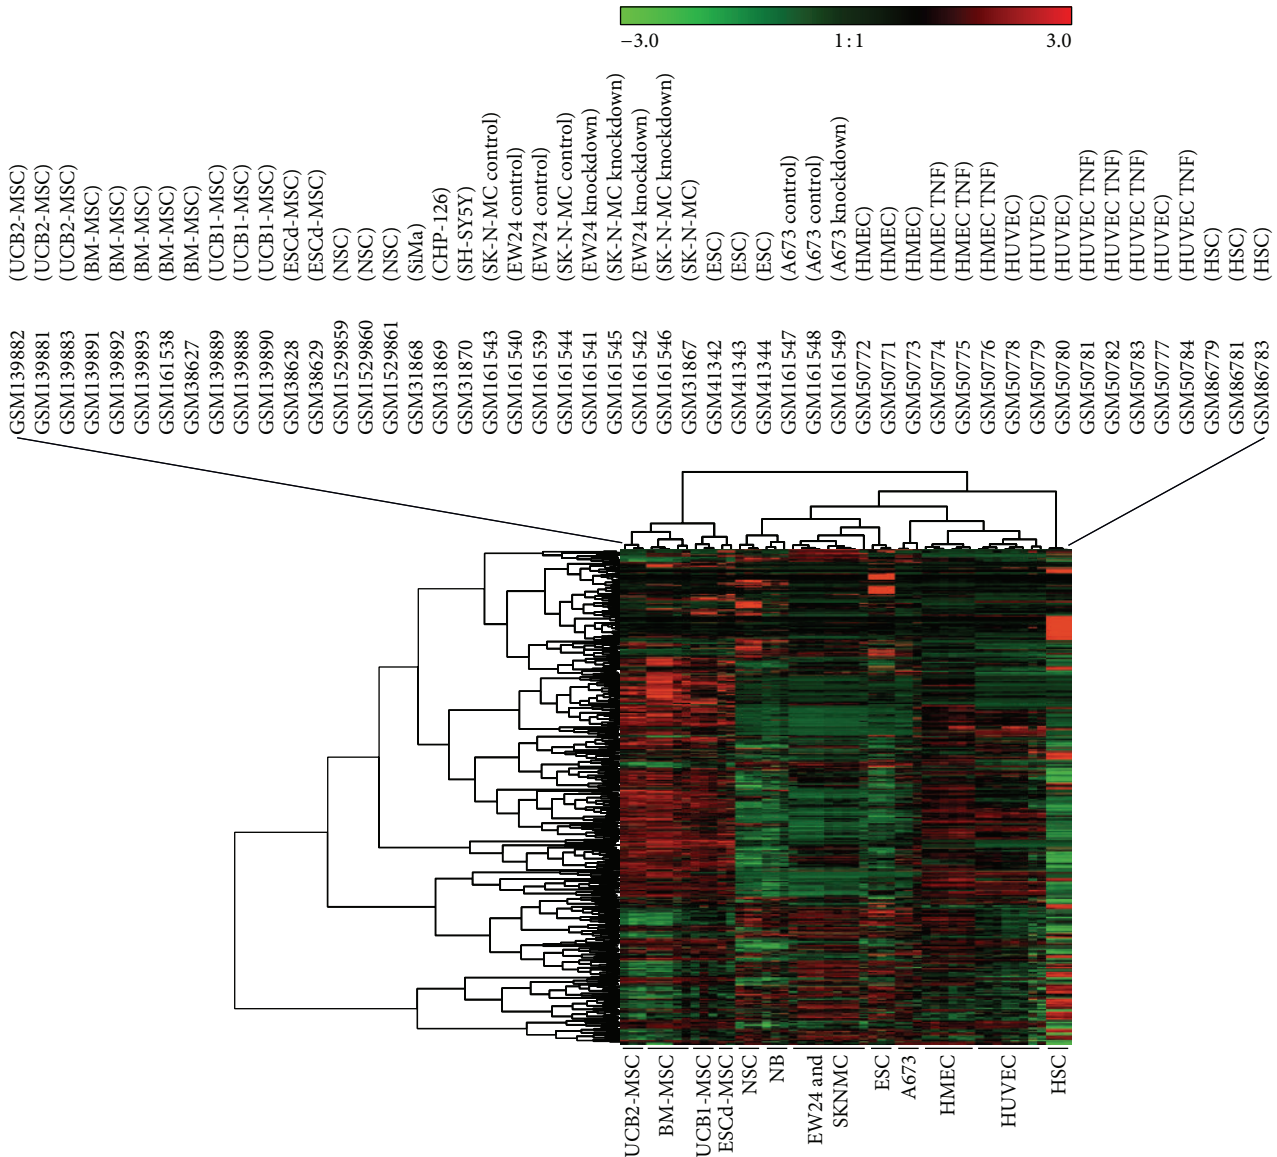 −3.0 1 : 1 3.0
GSM139882 (UCB2-MSC)
GSM139881 (UCB2-MSC)
GSM139883 (UCB2-MSC)
GSM139891 (BM-MSC)
GSM139892 (BM-MSC)
GSM139893 (BM-MSC)
GSM161538 (BM-MSC)
GSM38627 (BM-MSC)
GSM139889 (UCB1-MSC)
GSM139888 (UCB1-MSC)
GSM139890 (UCB1-MSC)
GSM38628 (ESCd-MSC)
GSM38629 (ESCd-MSC)
GSM1529859 (NSC)
GSM1529860 (NSC)
GSM1529861 (NSC)
GSM31868 (SiMa)
GSM31869 (CHP-126)
GSM31870 (SH-SY5Y)
GSM161543 (SK-N-MC control)
GSM161540 (EW24 control)
GSM161539 (EW24 control)
GSM161544 (SK-N-MC control)
GSM161541 (EW24 knockdown)
GSM161545 (SK-N-MC knockdown)
GSM161542 (EW24 knockdown)
GSM161546 (SK-N-MC knockdown)
GSM31867 (SK-N-MC)
GSM41342 (ESC)
GSM41343 (ESC)
GSM41344 (ESC)
GSM161547 (A673 control)
GSM161548 (A673 control)
GSM161549 (A673 knockdown)
GSM50772 (HMEC)
GSM50771 (HMEC)
GSM50773 (HMEC)
GSM50774 (HMEC TNF)
GSM50775 (HMEC TNF)
GSM50776 (HMEC TNF)
GSM50778 (HUVEC)
GSM50779 (HUVEC)
GSM50780 (HUVEC)
GSM50781 (HUVEC TNF)
GSM50782 (HUVEC TNF)
GSM50783 (HUVEC TNF)
GSM50777 (HUVEC)
GSM50784 (HUVEC TNF)
GSM86779 (HSC)
GSM86781 (HSC)
GSM86783 (HSC)
UCB2-MSC
BM-MSC
UCB1-MSC
ESCd-MSC
NSC
NB
EW24 and
SKNMC
ESC
A673
HMEC
HUVEC
HSC